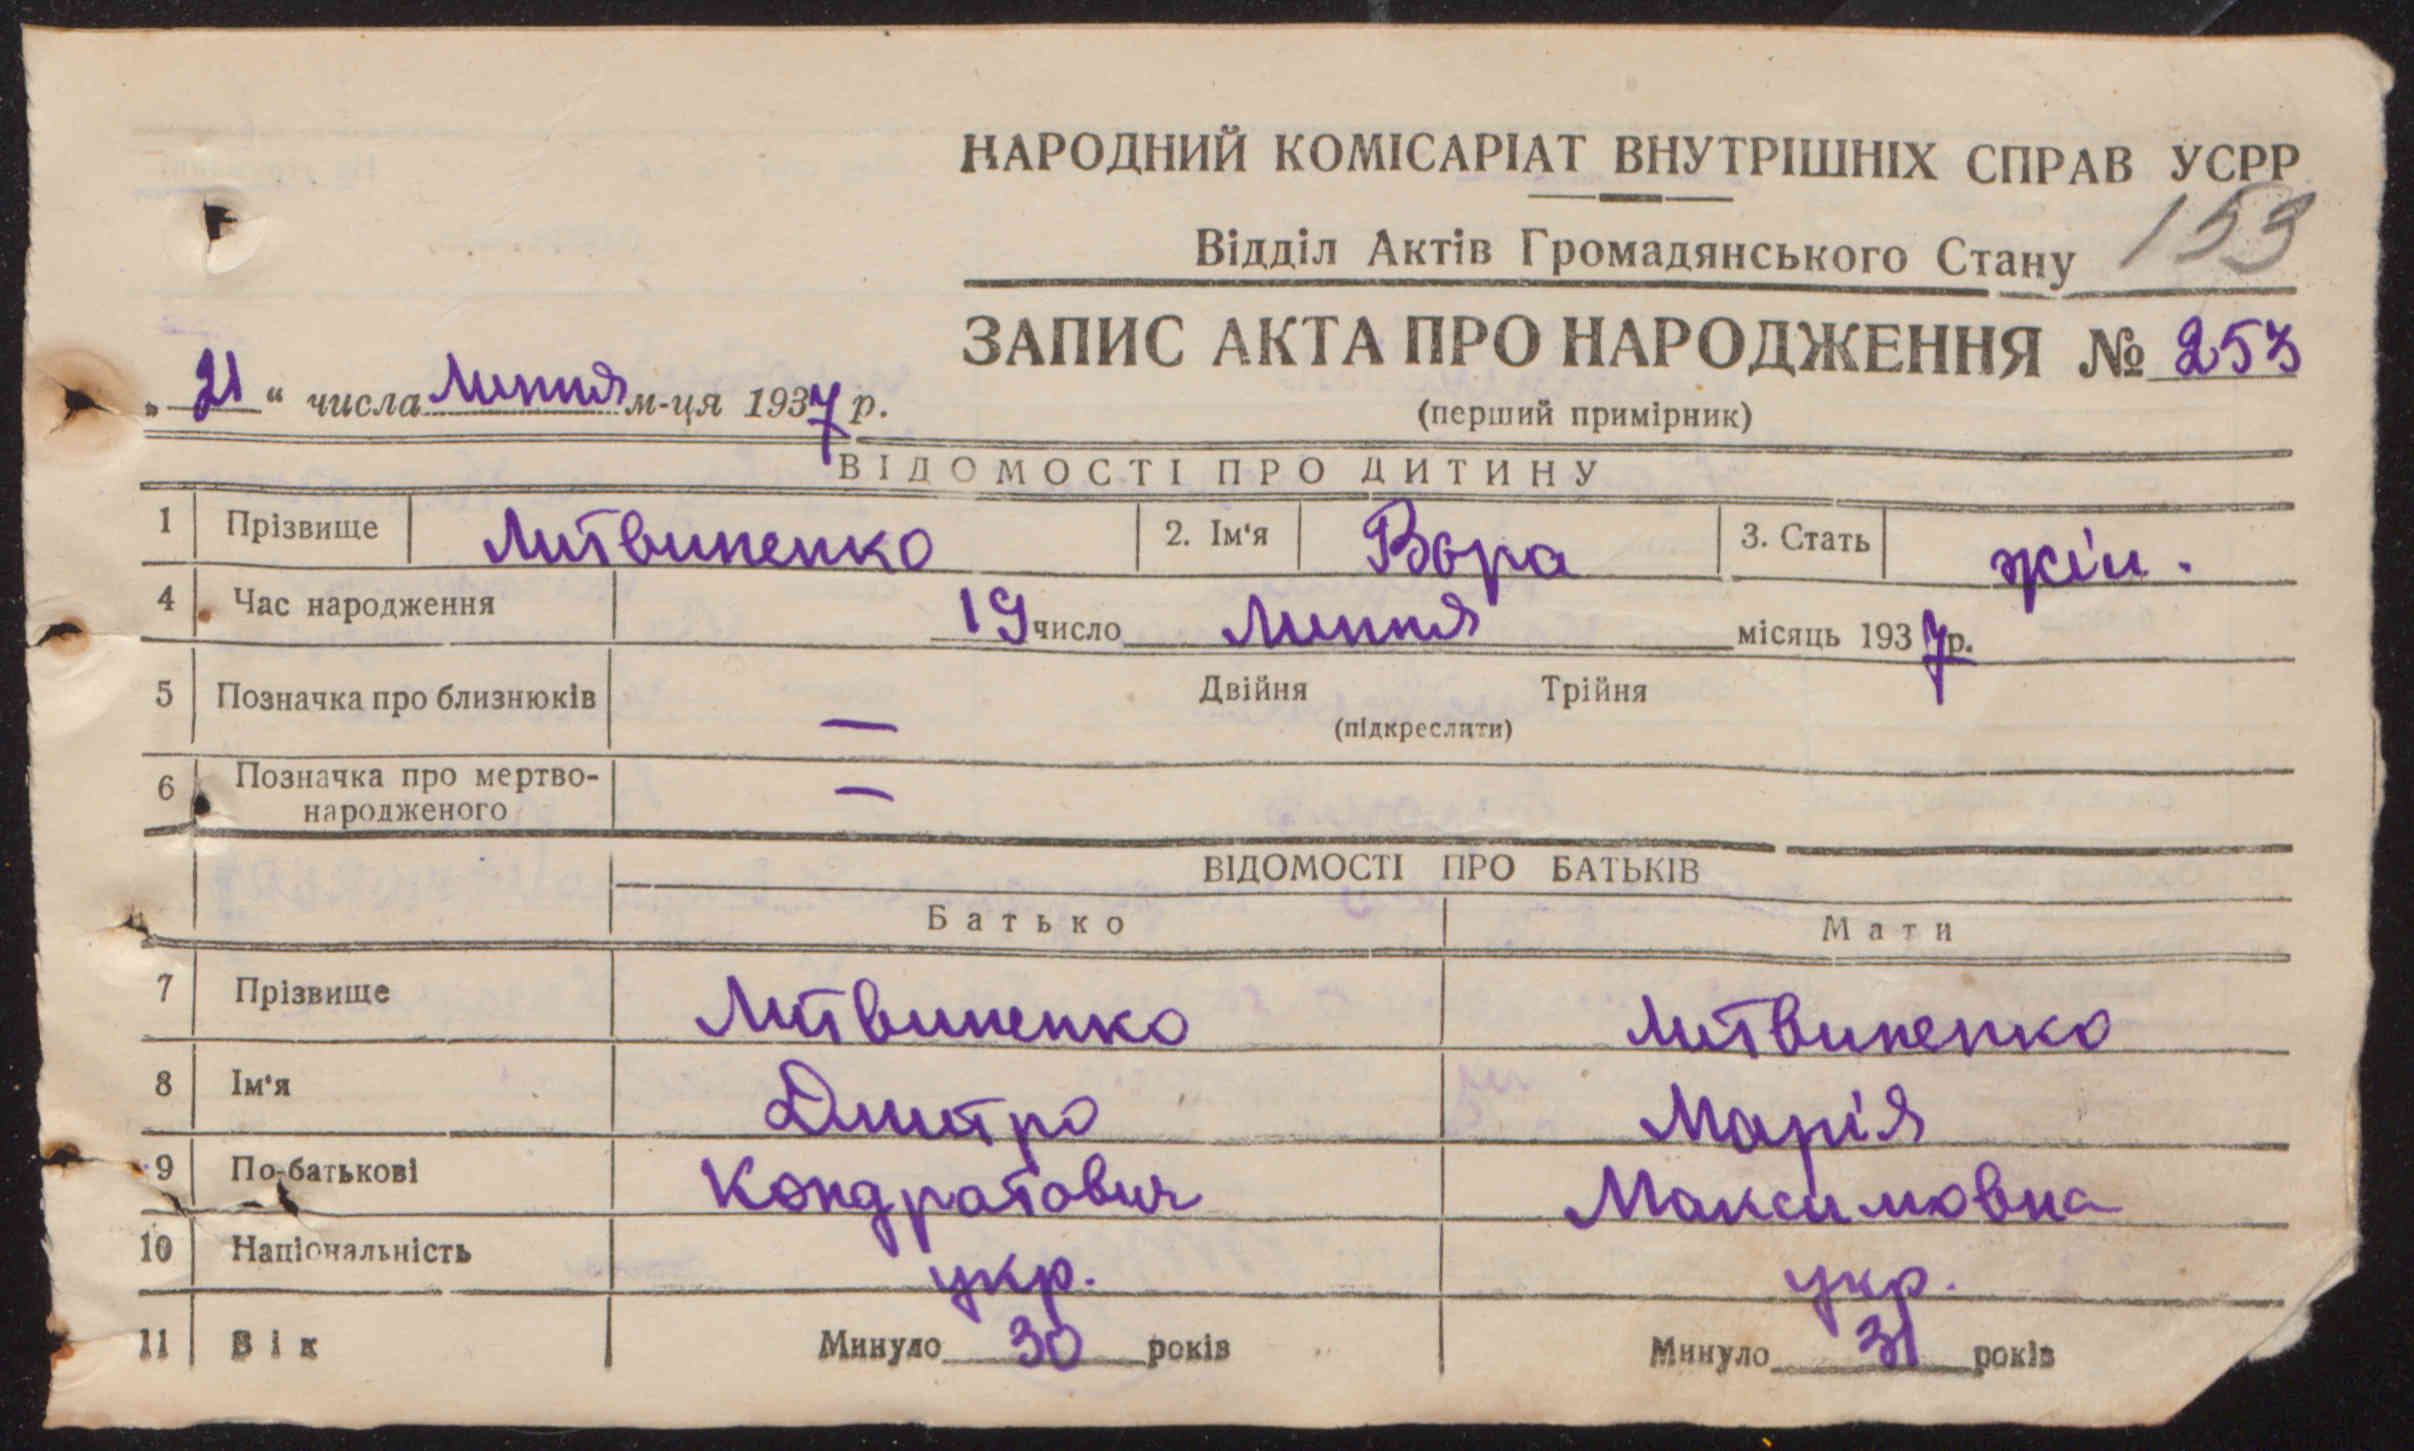 НАРОДНИЙ КОМІСАРІАТ ВНУТРІШНІХ СПРАВ УСРР
153
Відділ Актів Громадянського Стану
ЗАПИС АКТА ПРО НАРОДЖЕННЯ № 253
„ 21 “ числа Липня м-ця 1937 р.
(перший примірник)
ВІДОМОСТІ ПРО ДИТИНУ
1 Прізвище Литвиненко 2. Ім'я Вєра 3. Стать жін.
4 Час народження 19 число Липня місяць 1937 р.
5 Позначка про близнюків — Двійня Трійня
(підкреслити)
6 Позначка про мертво-
народженого —
ВІДОМОСТІ ПРО БАТЬКІВ
Батько Мати
7 Прізвище Литвиненко Литвиненко
8 Ім'я Дмитро Марія
9 По-батькові Кондратович Максимовна
10 Національність укр. укр.
11 Вік Минуло 30 років Минуло 31 років